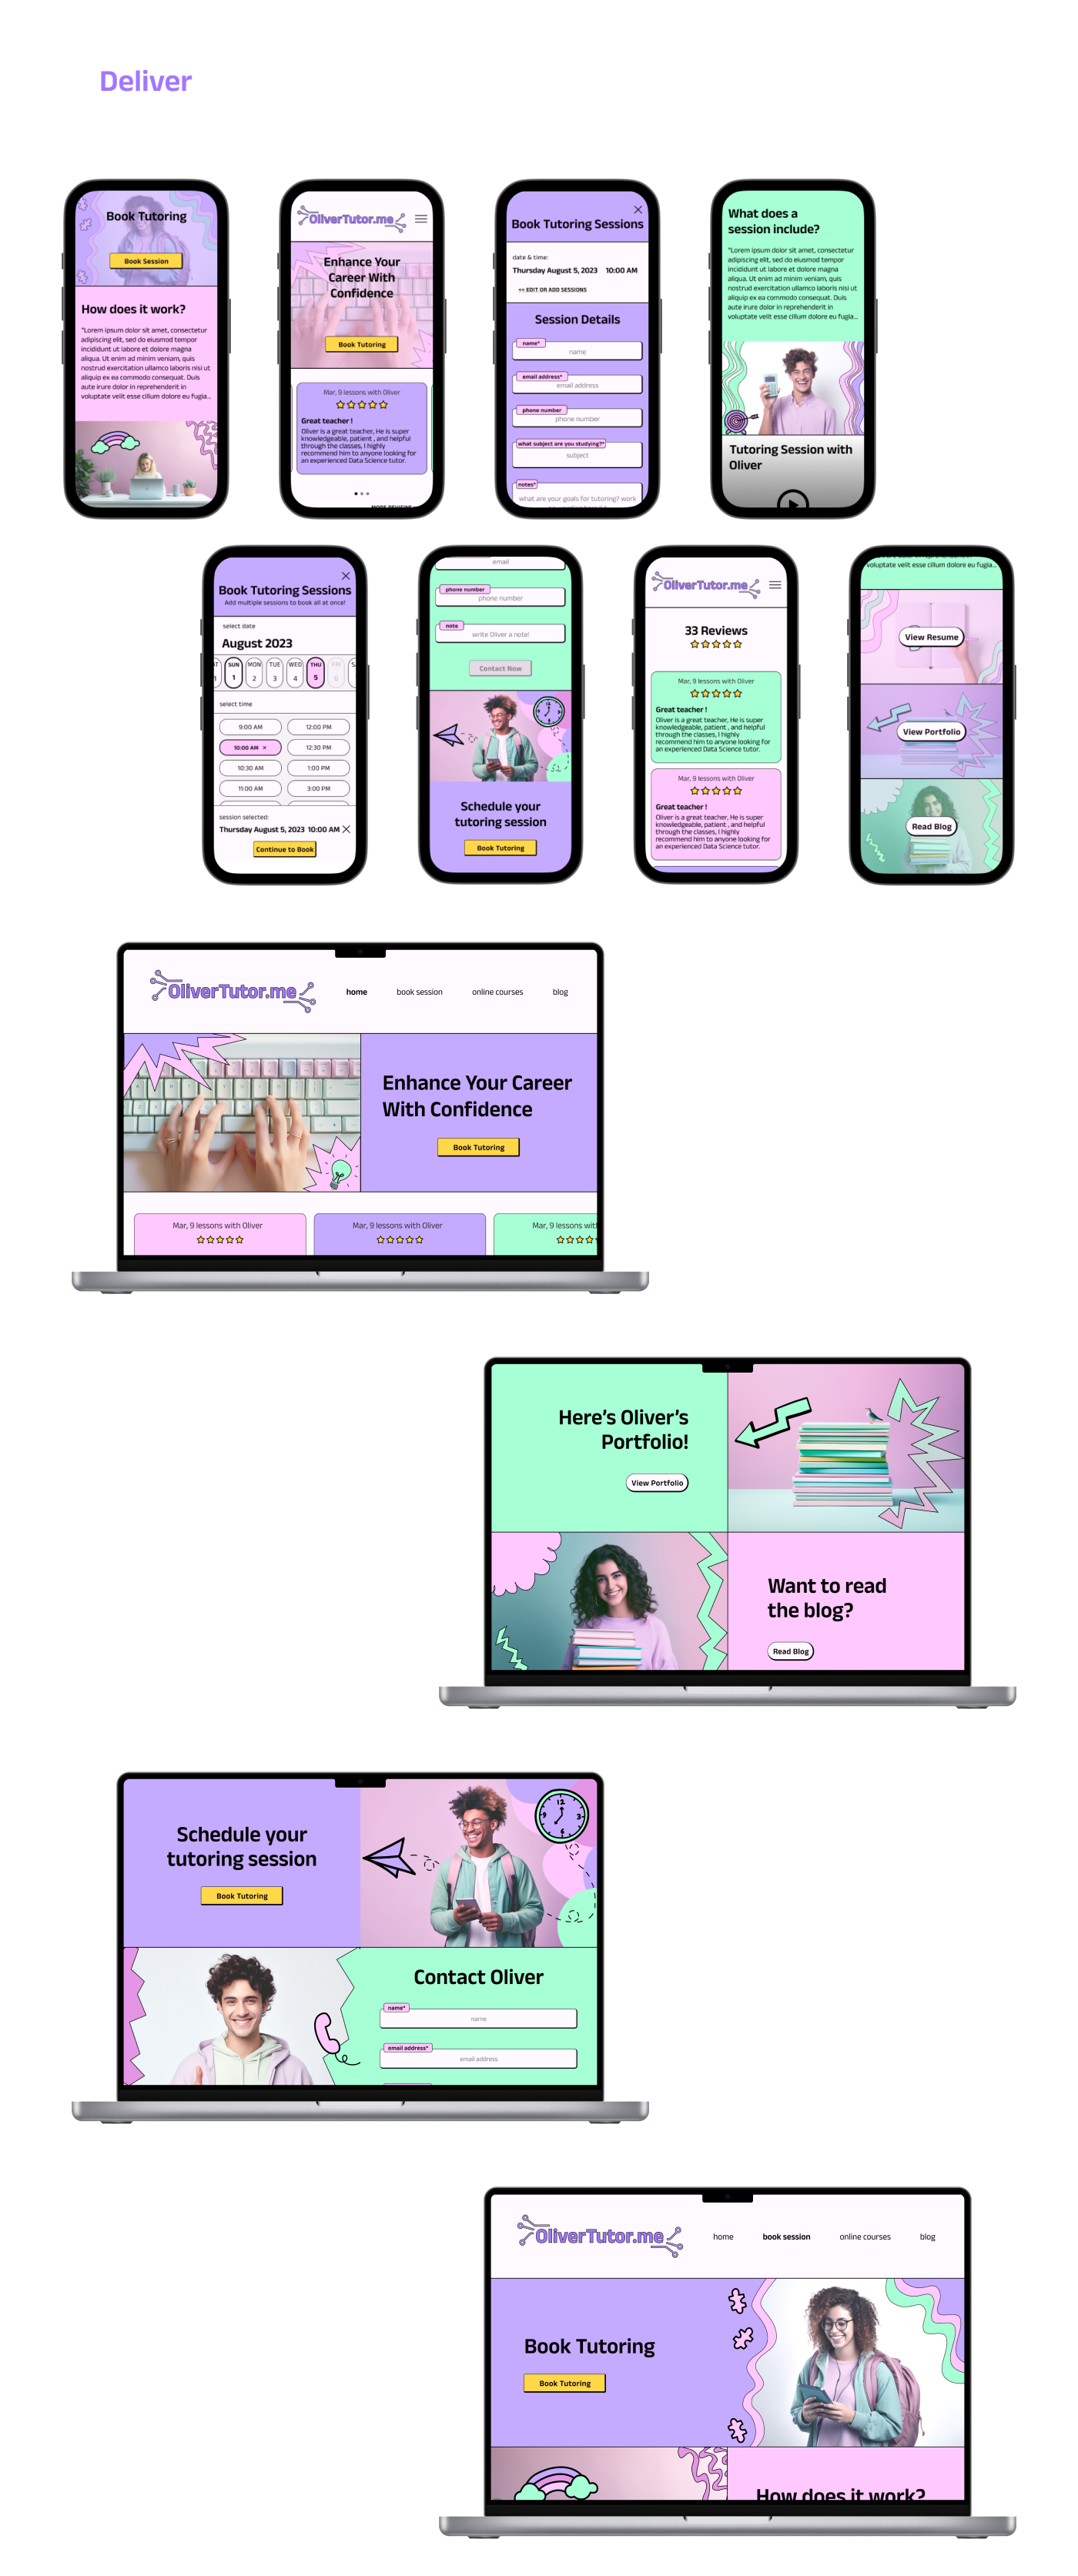 Deliver
Book Tutoring
Book Session
How does it work?
"Lorem ipsum dolor sit amet, consectetur
adipiscing elit, sed do eiusmod tempor
incididunt ut labore et dolore magna
aliqua. Ut enim ad minim veniam, quis
nostrud exercitation ullamco laboris nisi ut
aliquip ex ea commodo consequat. Duis
aute irure dolor in reprehenderit in
voluptate velit esse cillum dolore eu fugia...
OliverTutor.me
Enhance Your
Career With
Confidence
Book Tutoring
Mar, 9 lessons with Oliver
Great teacher !
Oliver is a great teacher, He is super
knowledgeable, patient , and helpful
through the classes, I highly
recommend him to anyone looking for
an experienced Data Science tutor.
MORE REVIEWS
Book Tutoring Sessions
date & time:
Thursday August 5, 2023 10:00 AM
<< EDIT OR ADD SESSIONS
Session Details
name*
name
email address*
email address
phone number
phone number
what subject are you studying?*
subject
notes*
what are your goals for tutoring? work
What does a
session include?
"Lorem ipsum dolor sit amet, consectetur
adipiscing elit, sed do eiusmod tempor
incididunt ut labore et dolore magna
aliqua. Ut enim ad minim veniam, quis
nostrud exercitation ullamco laboris nisi ut
aliquip ex ea commodo consequat. Duis
aute irure dolor in reprehenderit in
voluptate velit esse cillum dolore eu fugia...
Tutoring Session with
Oliver
Book Tutoring Sessions
Add multiple sessions to book all at once!
select date
August 2023
SUN MON TUE WED THU FRI
1 1 2 3 4 5 6
select time
9:00 AM 12:00 PM
10:00 AM × 12:30 PM
10:30 AM 1:00 PM
11:00 AM 3:00 PM
session selected:
Thursday August 5, 2023 10:00 AM ×
Continue to Book
email
phone number
phone number
note
write Oliver a note!
Contact Now
Schedule your
tutoring session
Book Tutoring
OliverTutor.me
33 Reviews
Mar, 9 lessons with Oliver
Great teacher !
Oliver is a great teacher, He is super
knowledgeable, patient , and helpful
through the classes, I highly
recommend him to anyone looking for
an experienced Data Science tutor.
Mar, 9 lessons with Oliver
Great teacher !
Oliver is a great teacher, He is super
knowledgeable, patient , and helpful
through the classes, I highly
recommend him to anyone looking for
an experienced Data Science tutor.
voluptate velit esse cillum dolore eu fugia...
View Resume
View Portfolio
Read Blog
OliverTutor.me
home book session online courses blog
Enhance Your Career
With Confidence
Book Tutoring
Mar, 9 lessons with Oliver
Mar, 9 lessons with Oliver
Mar, 9 lessons with
Here's Oliver's
Portfolio!
View Portfolio
Want to read
the blog?
Read Blog
Schedule your
tutoring session
Book Tutoring
12
9 3
6
Contact Oliver
name*
name
email address*
email address
OliverTutor.me
home book session online courses blog
Book Tutoring
Book Tutoring
How does it work?